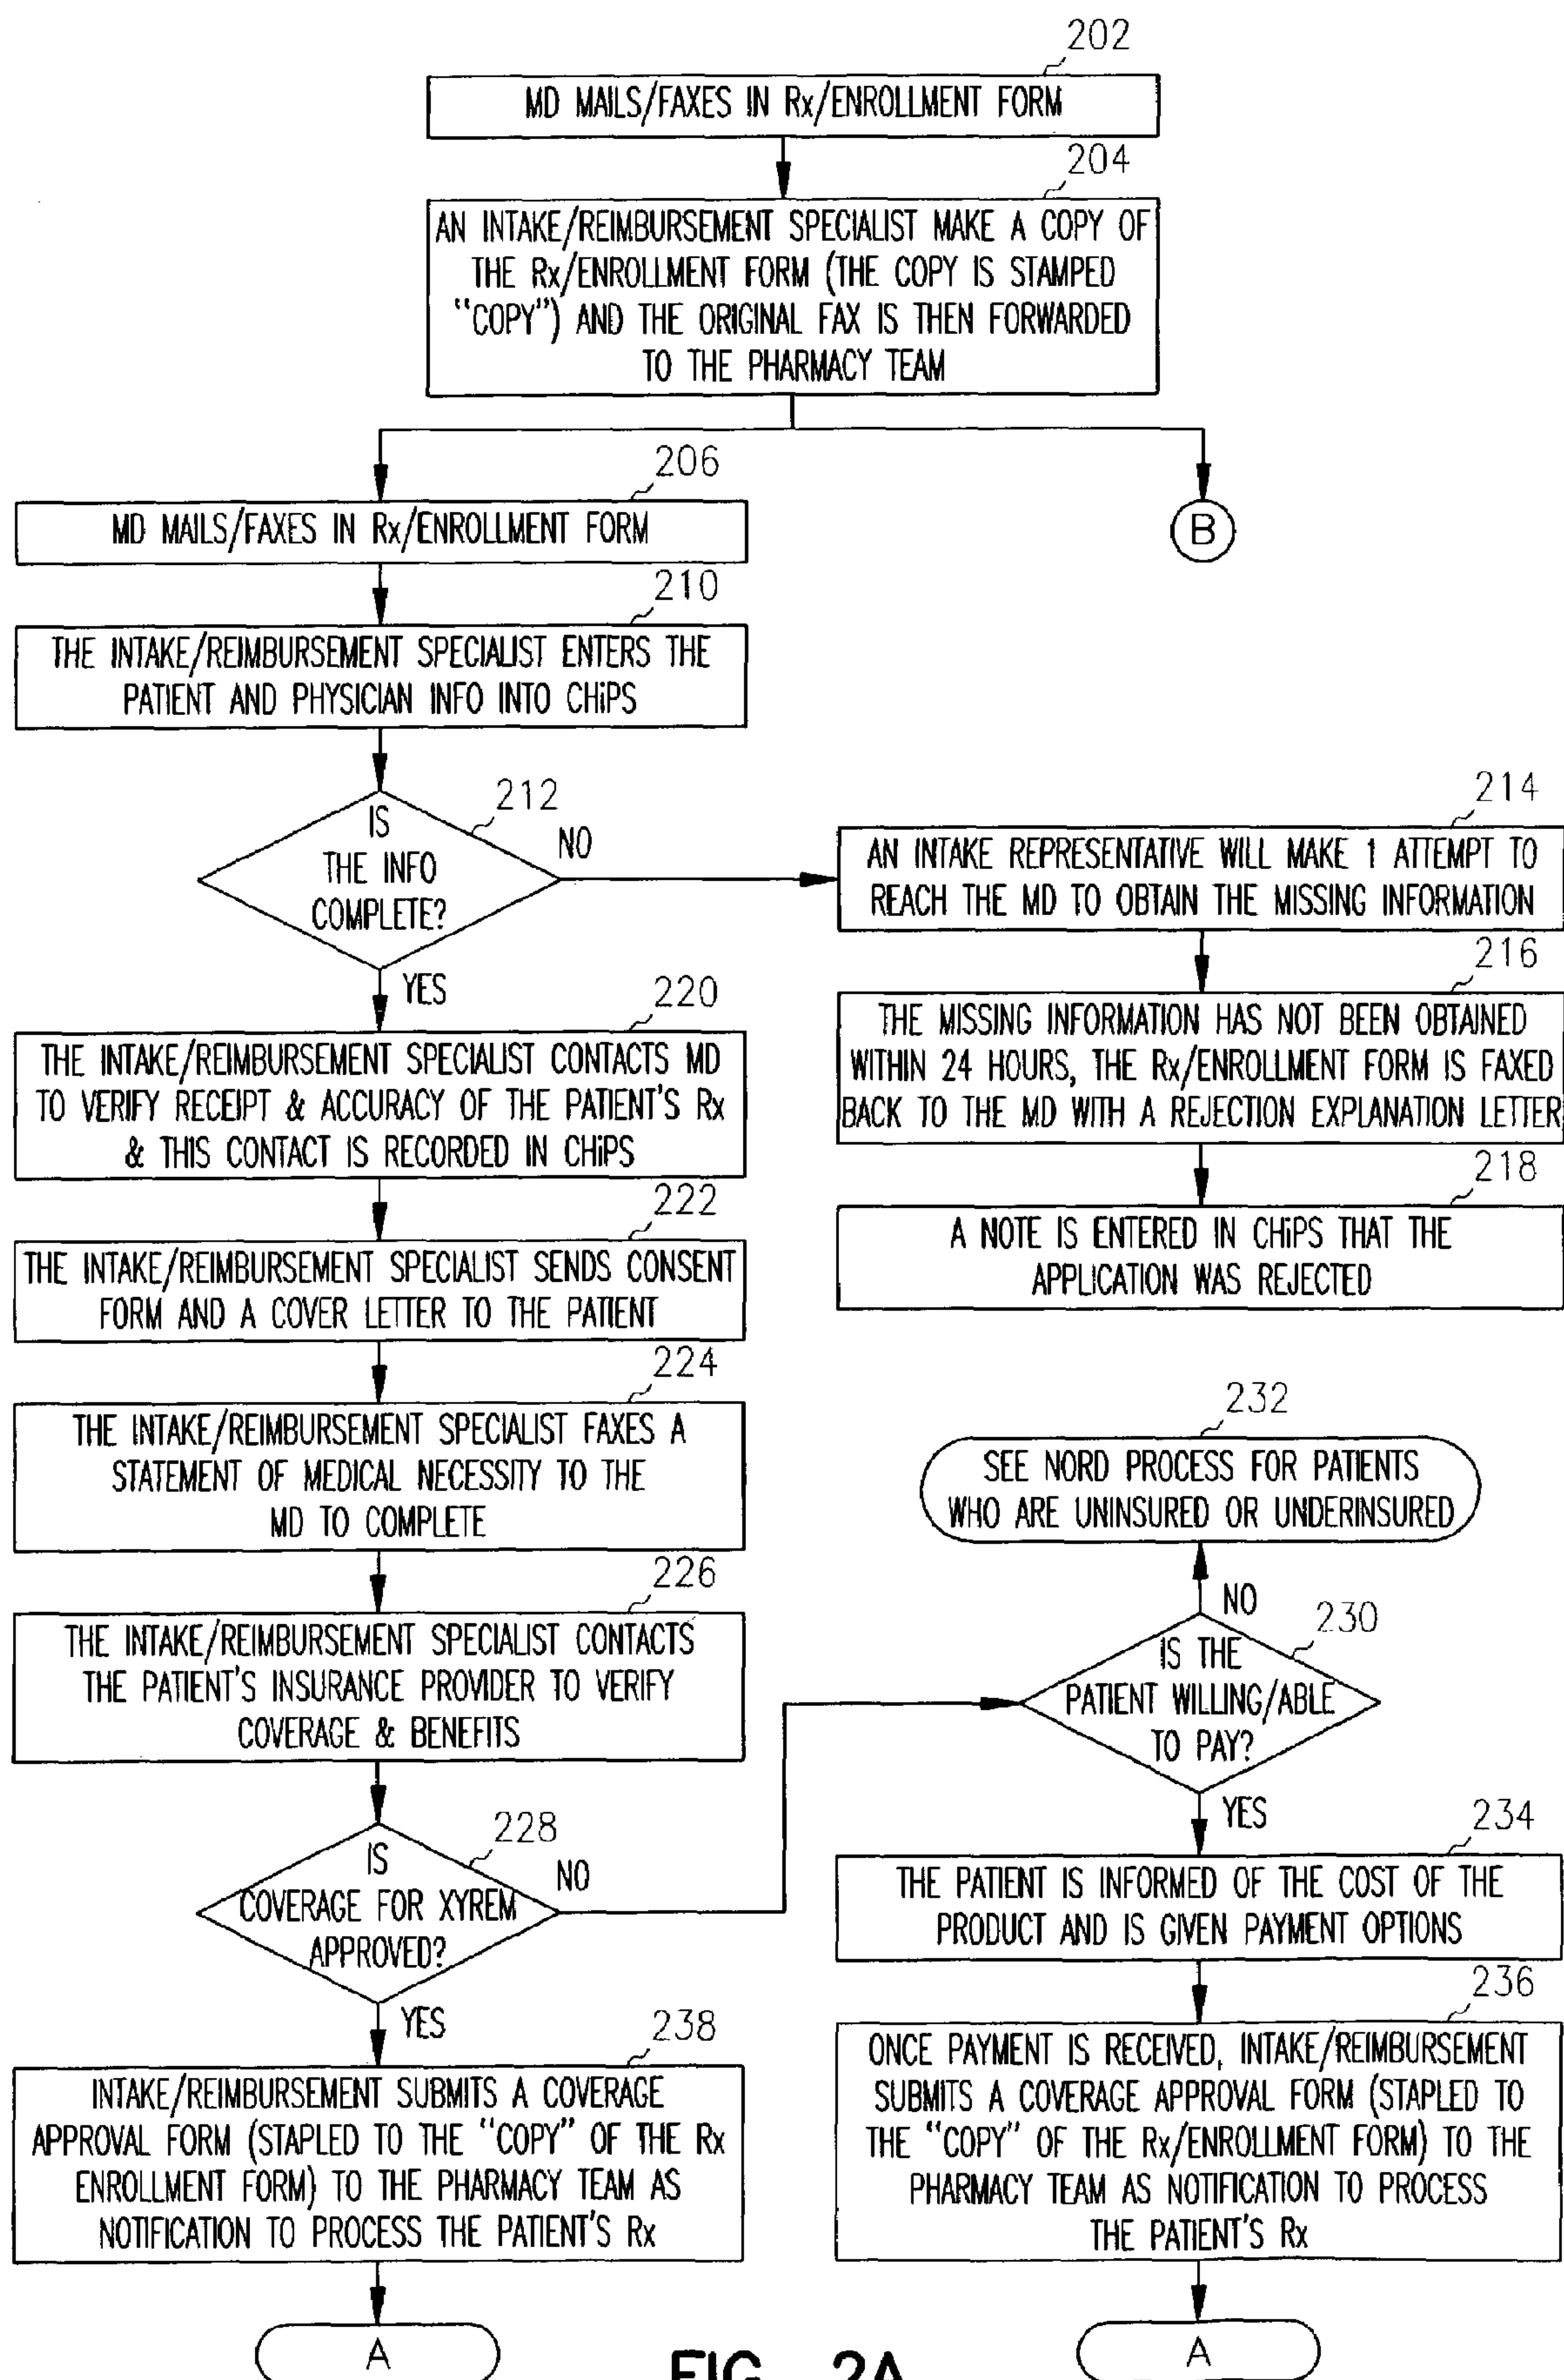 202
MD MAILS/FAXES IN Rx/ENROLLMENT FORM
204
AN INTAKE/REIMBURSEMENT SPECIALIST MAKE A COPY OF
THE Rx/ENROLLMENT FORM (THE COPY IS STAMPED
"COPY") AND THE ORIGINAL FAX IS THEN FORWARDED
TO THE PHARMACY TEAM
206
MD MAILS/FAXES IN Rx/ENROLLMENT FORM
B
210
THE INTAKE/REIMBURSEMENT SPECIALIST ENTERS THE
PATIENT AND PHYSICIAN INFO INTO CHiPS
212
IS
THE INFO
COMPLETE?
NO
YES
214
AN INTAKE REPRESENTATIVE WILL MAKE 1 ATTEMPT TO
REACH THE MD TO OBTAIN THE MISSING INFORMATION
216
THE MISSING INFORMATION HAS NOT BEEN OBTAINED
WITHIN 24 HOURS, THE Rx/ENROLLMENT FORM IS FAXED
BACK TO THE MD WITH A REJECTION EXPLANATION LETTER
218
A NOTE IS ENTERED IN CHiPS THAT THE
APPLICATION WAS REJECTED
220
THE INTAKE/REIMBURSEMENT SPECIALIST CONTACTS MD
TO VERIFY RECEIPT & ACCURACY OF THE PATIENT'S Rx
& THIS CONTACT IS RECORDED IN CHiPS
222
THE INTAKE/REIMBURSEMENT SPECIALIST SENDS CONSENT
FORM AND A COVER LETTER TO THE PATIENT
224
THE INTAKE/REIMBURSEMENT SPECIALIST FAXES A
STATEMENT OF MEDICAL NECESSITY TO THE
MD TO COMPLETE
226
THE INTAKE/REIMBURSEMENT SPECIALIST CONTACTS
THE PATIENT'S INSURANCE PROVIDER TO VERIFY
COVERAGE & BENEFITS
228
IS
COVERAGE FOR XYREM
APPROVED?
NO
YES
232
SEE NORD PROCESS FOR PATIENTS
WHO ARE UNINSURED OR UNDERINSURED
NO
230
IS THE
PATIENT WILLING/ABLE
TO PAY?
YES
234
THE PATIENT IS INFORMED OF THE COST OF THE
PRODUCT AND IS GIVEN PAYMENT OPTIONS
236
ONCE PAYMENT IS RECEIVED, INTAKE/REIMBURSEMENT
SUBMITS A COVERAGE APPROVAL FORM (STAPLED TO
THE "COPY" OF THE Rx/ENROLLMENT FORM) TO THE
PHARMACY TEAM AS NOTIFICATION TO PROCESS
THE PATIENT'S Rx
238
INTAKE/REIMBURSEMENT SUBMITS A COVERAGE
APPROVAL FORM (STAPLED TO THE "COPY" OF THE Rx
ENROLLMENT FORM) TO THE PHARMACY TEAM AS
NOTIFICATION TO PROCESS THE PATIENT'S Rx
A
A
FIG. 2A